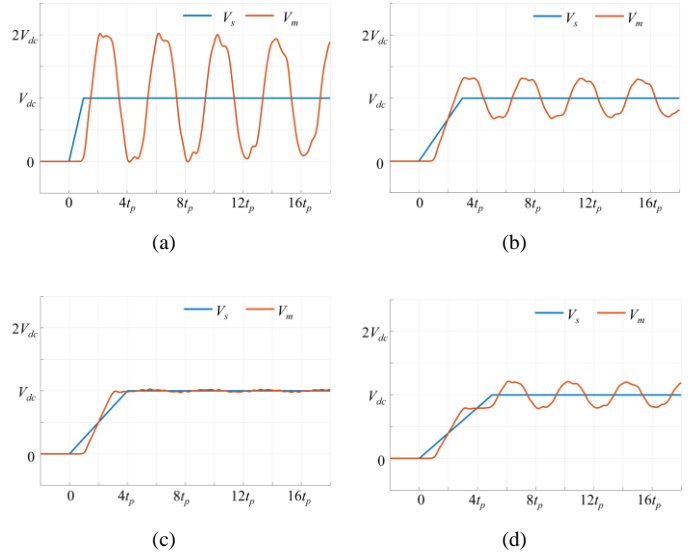 V_s V_m
2V_dc
V_dc
0
0 4t_p 8t_p 12t_p 16t_p
(a)
V_s V_m
2V_dc
V_dc
0
0 4t_p 8t_p 12t_p 16t_p
(b)
V_s V_m
2V_dc
V_dc
0
0 4t_p 8t_p 12t_p 16t_p
(c)
V_s V_m
2V_dc
V_dc
0
0 4t_p 8t_p 12t_p 16t_p
(d)